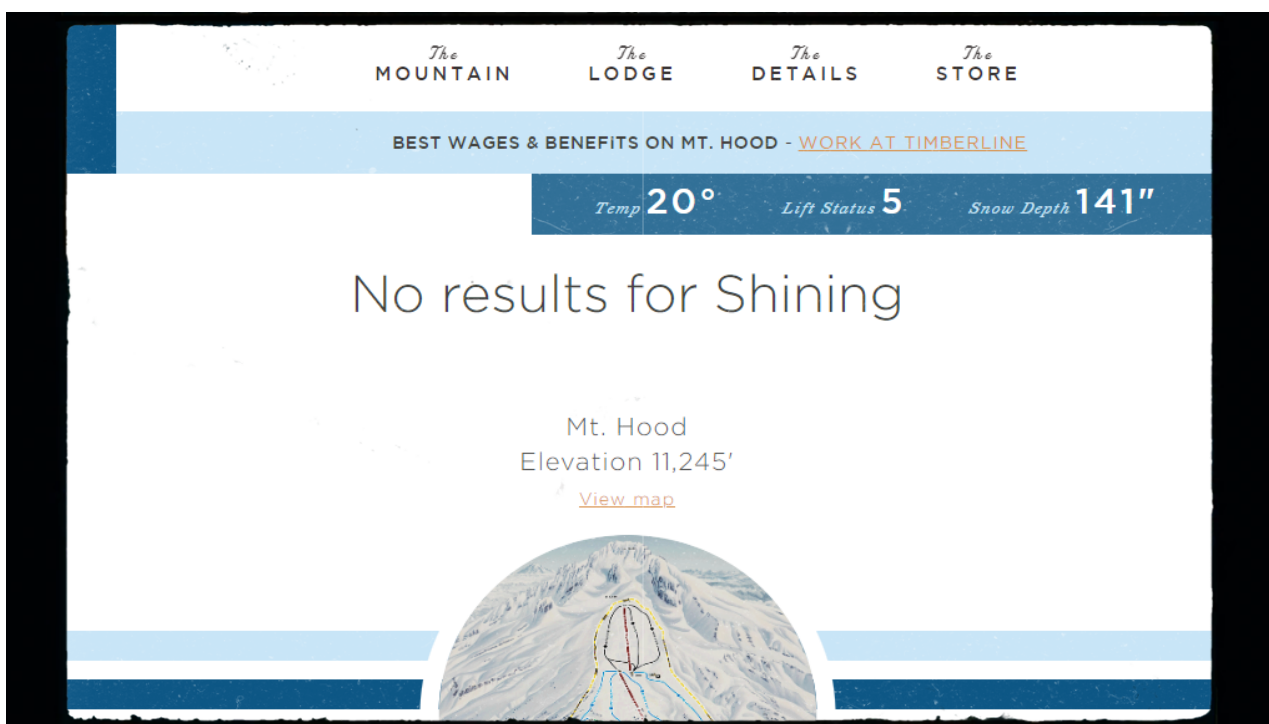 The The The The
MOUNTAIN LODGE DETAILS STORE
BEST WAGES & BENEFITS ON MT. HOOD - WORK AT TIMBERLINE
Temp 20° Lift Status 5 Snow Depth 141"
No results for Shining
Mt. Hood
Elevation 11,245'
View map